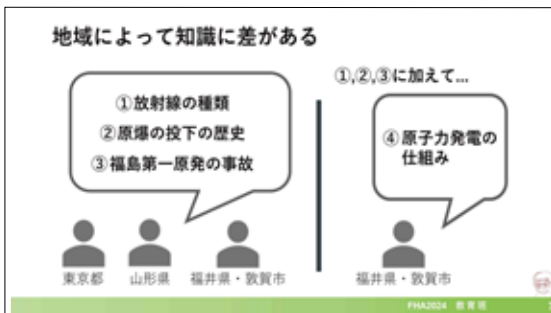 地域によって知識に差がある
①放射線の種類
②原爆の投下の歴史
③福島第一原発の事故
東京都
山形県
福井県・敦賀市
①,②,③に加えて...
④原子力発電の
仕組み
福井県・敦賀市
FHA2024 教育班